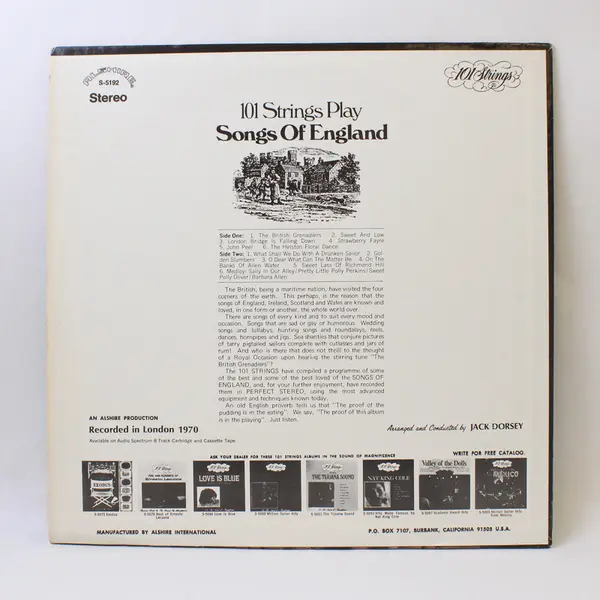 ALSHIRE
S-5192
Stereo
101 Strings
101 Strings Play
Songs Of England
Side One: 1. The British Grenadiers 2. Sweet And Low
3. London Bridge Is Falling Down 4. Strawberry Fayre
5. John Peel 6. The Helston Floral Dance
Side Two: 1. What Shall We Do With A Drunken Savor 2. Gol-
den Slumbers 3. O Dear What Can The Matter Be 4. On The
Banks Of Allen Water 5. Sweet Lass Of Richmond Hill
6. Medley: Sally In Our Alley/Pretty Little Polly Perkins/Sweet
Polly Oliver/Barbara Allen
The British, being a maritime nation, have visited the four
corners of the earth. This perhaps, is the reason that the
songs of England, Ireland, Scotland and Wales are known and
loved, in one form or another, the whole world over.
There are songs of every kind and to suit every mood and
occasion. Songs that are sad or gay or humorous. Wedding
songs and lullabys, hunting songs and roundalays, reels,
dances, hornpipes and jigs. Sea shanties that conjure pictures
of tarry pigtailed sailors complete with cutlasses and jars of
rum! And who is there that does not thrill to the thought
of a Royal Occasion upon hearing the stirring tune "The
British Grenadiers"?
The 101 STRINGS have compiled a programme of some
of the best and some of the best loved of the SONGS OF
ENGLAND, and, for your further enjoyment, have recorded
them in PERFECT STEREO, using the most advanced
equipment and techniques known today.
An old English proverb tells us that "The proof of the
pudding is in the eating". We say, "The proof of this album
is in the playing". Just listen.
AN ALSHIRE PRODUCTION
Recorded in London 1970
Available on Audio Spectrum 8 Track Cartridge and Cassette Tape.
Arranged and Conducted by JACK DORSEY
ASK YOUR DEALER FOR THESE 101 STRINGS ALBUMS IN THE SOUND OF MAGNIFICENCE
WRITE FOR FREE CATALOG.
EXODUS
LOVE IS BLUE
THE TIJUANA SOUND
NAT KING COLE
Valley of the Dolls
MEXICO
MANUFACTURED BY ALSHIRE INTERNATIONAL
P.O. BOX 7107, BURBANK, CALIFORNIA 91505 U.S.A.